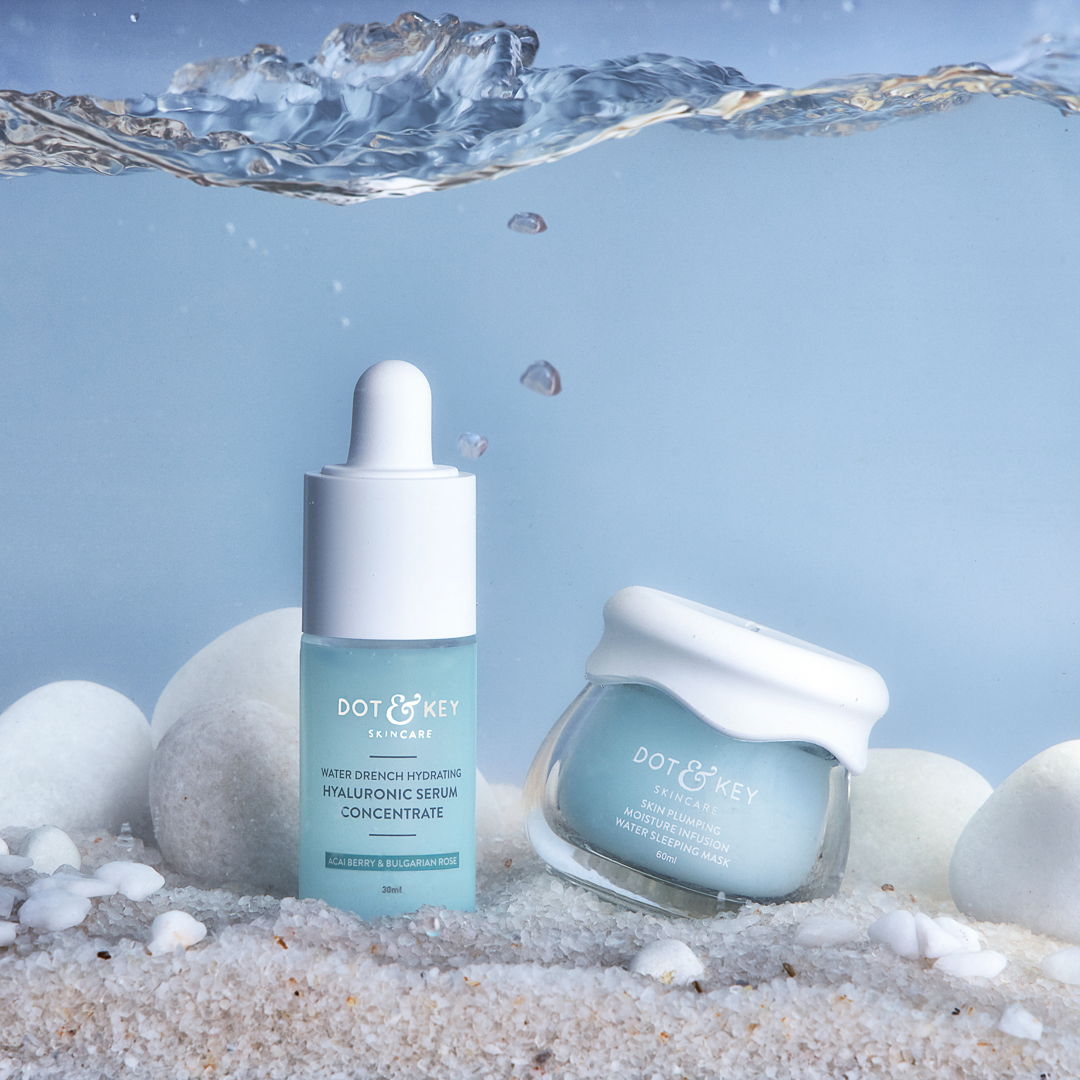 DOT & KEY
SKINCARE
WATER DRENCH HYDRATING
HYALURONIC SERUM
CONCENTRATE
ACAI BERRY & BULGARIAN ROSE
30ml
DOT & KEY
SKINCARE
SKIN PLUMPING
MOISTURE INFUSION
WATER SLEEPING MASK
60ml